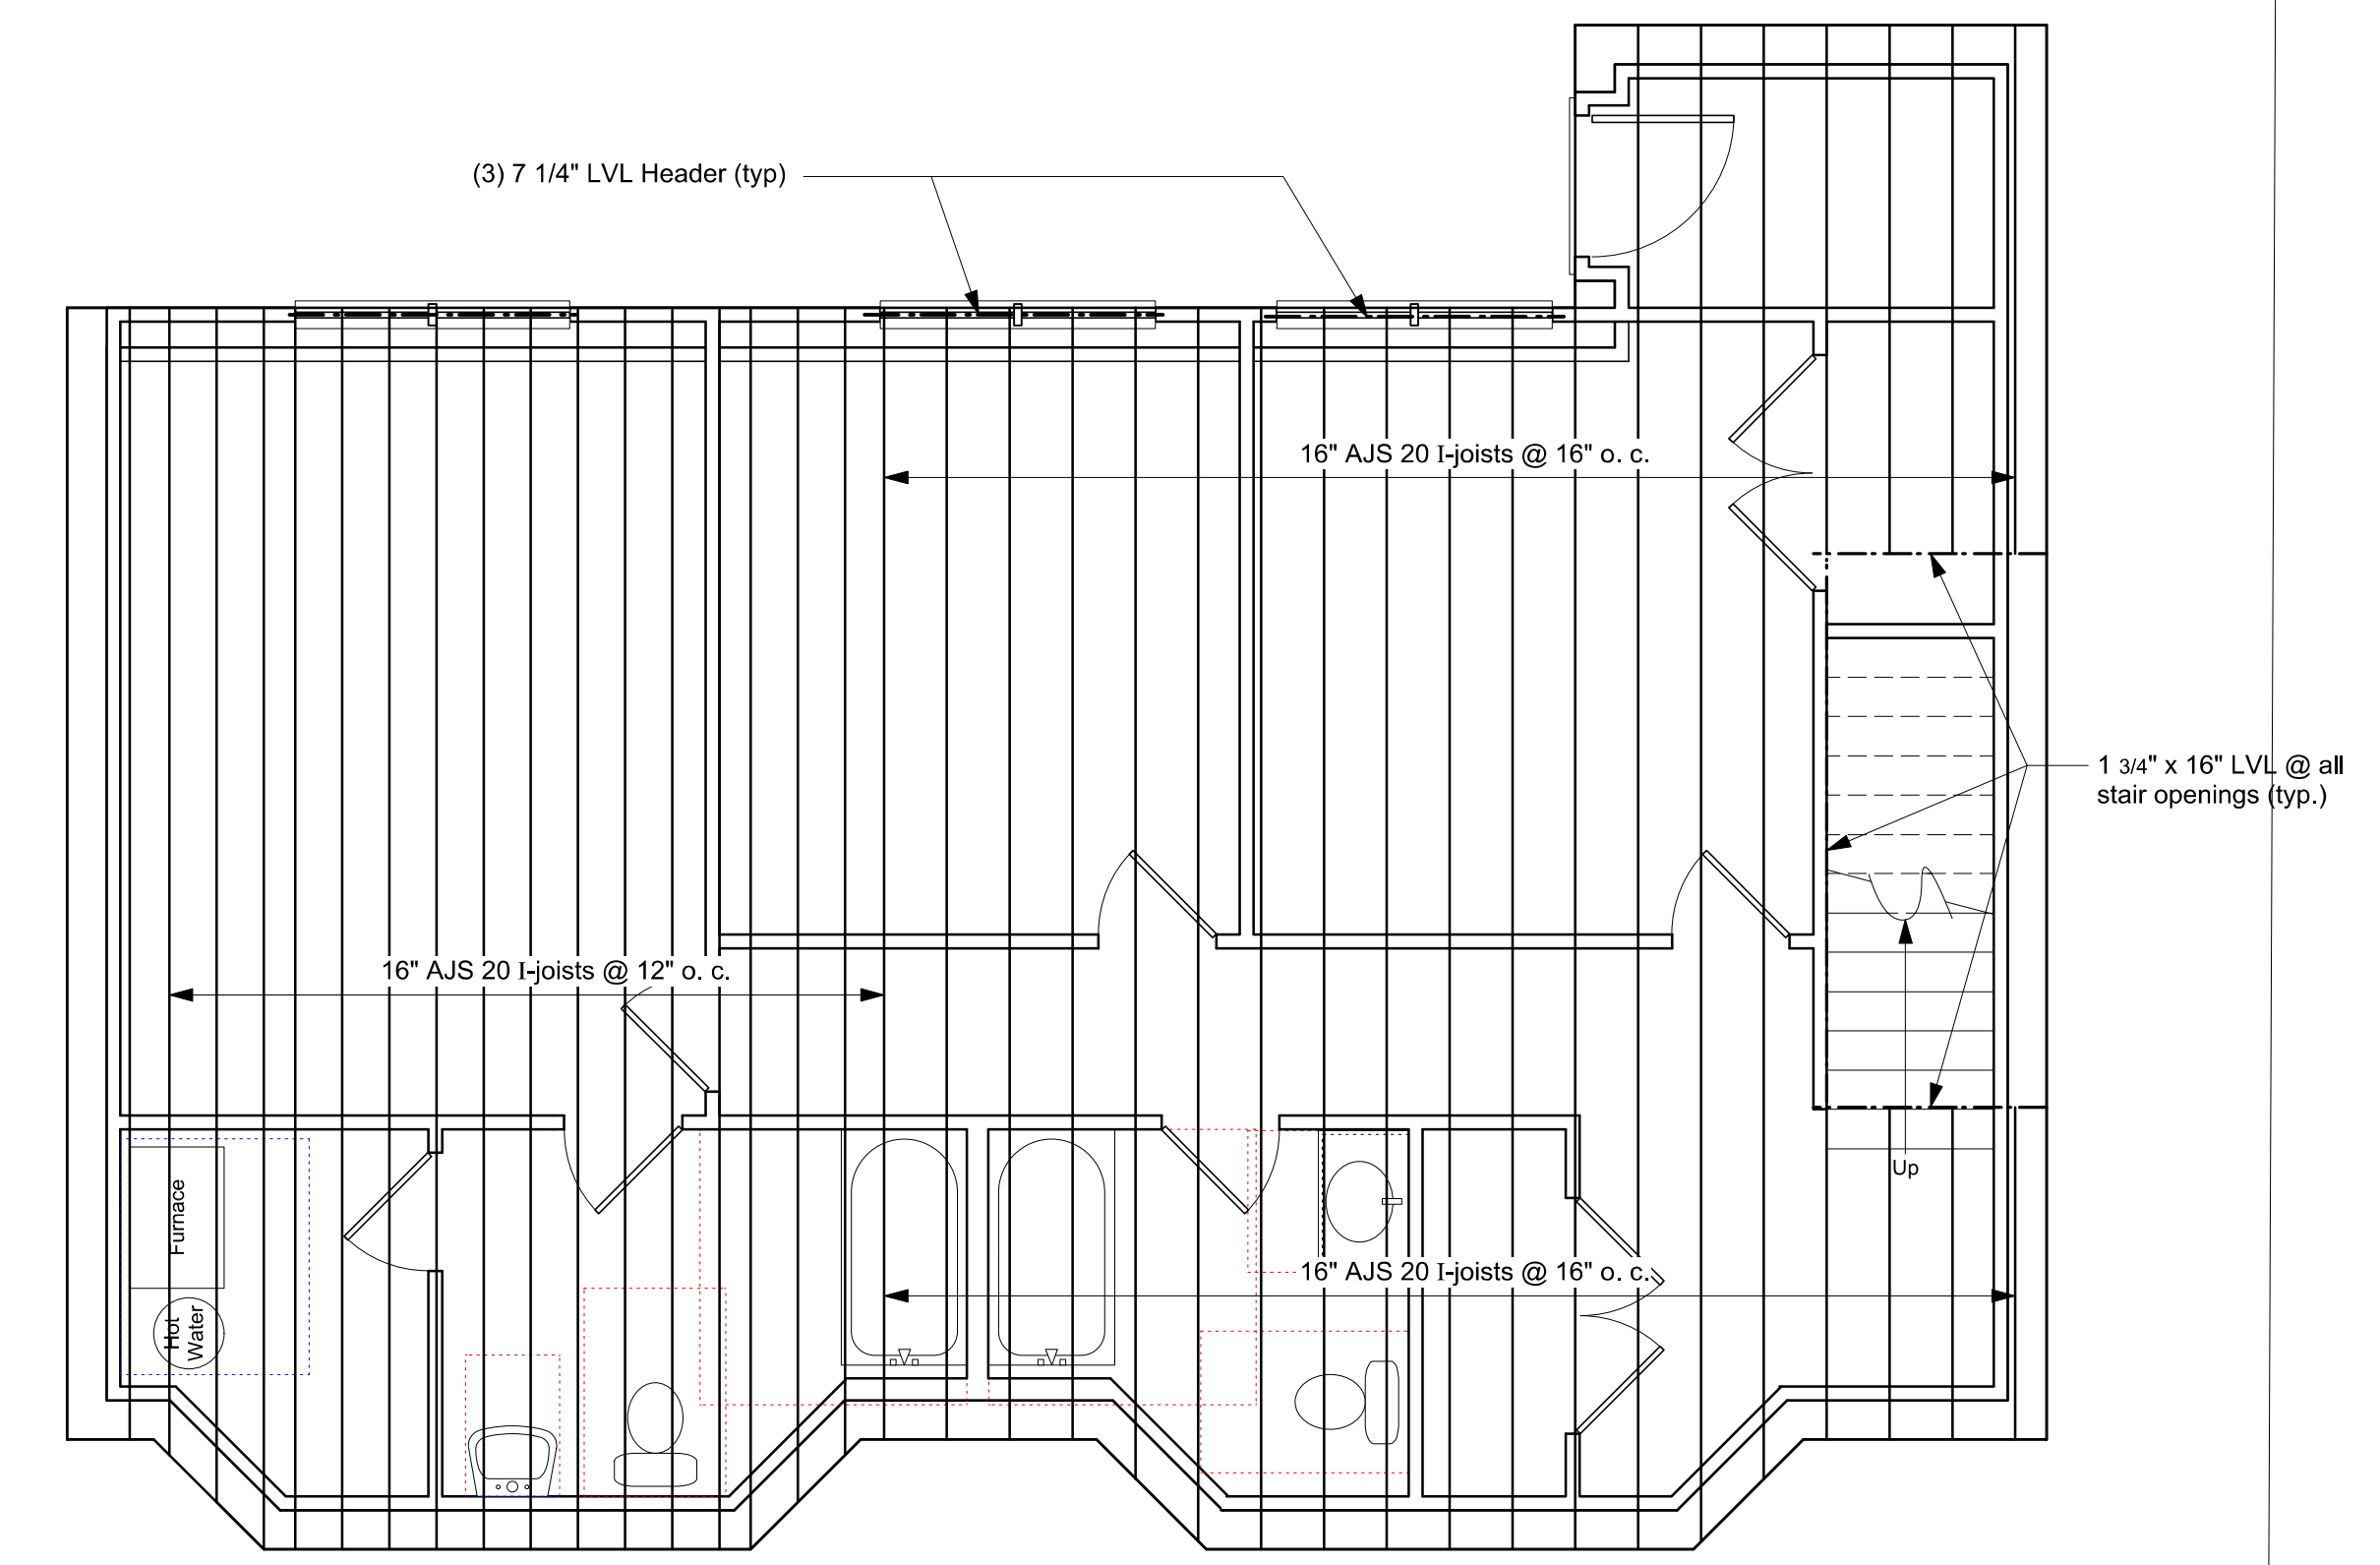 (3) 7 1/4" LVL Header (typ)
16" AJS 20 I-joists @ 16" o. c.
1 3/4" x 16" LVL @ all
stair openings (typ.)
16" AJS 20 I-joists @ 12" o. c.
Up
Furnace
16" AJS 20 I-joists @ 16" o. c.
Hot
Water